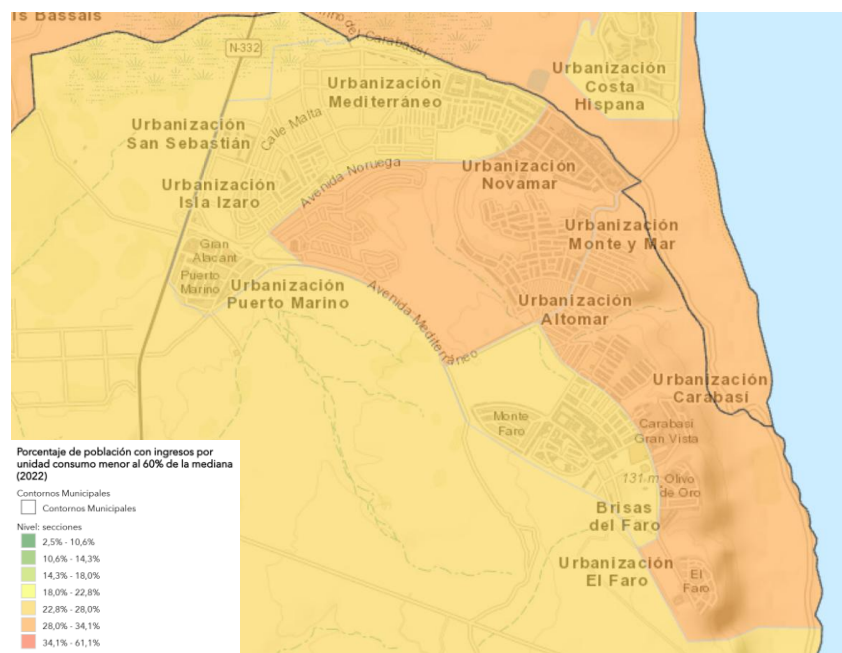 ls Bassals
N-332
Camino del Carabassí
Urbanización
Costa
Hispana
Urbanización
Mediterráneo
Urbanización
San Sebastián
Calle Malta
Avenida Noruega
Urbanización
Novamar
Urbanización
Isla Izaro
Urbanización
Monte y Mar
Gran
Alacant
Puerto
Marino
Urbanización
Puerto Marino
Avenida Mediterráneo
Urbanización
Altomar
Urbanización
Carabasí
Monte
Faro
Carabasí
Gran Vista
131 m
Olivo
de Oro
Brisas
del Faro
Urbanización
El Faro
El
Faro
Porcentaje de población con ingresos por
unidad consumo menor al 60% de la mediana
(2022)
Contornos Municipales
Contornos Municipales
Nivel: secciones
2,5% - 10,6%
10,6% - 14,3%
14,3% - 18,0%
18,0% - 22,8%
22,8% - 28,0%
28,0% - 34,1%
34,1% - 61,1%